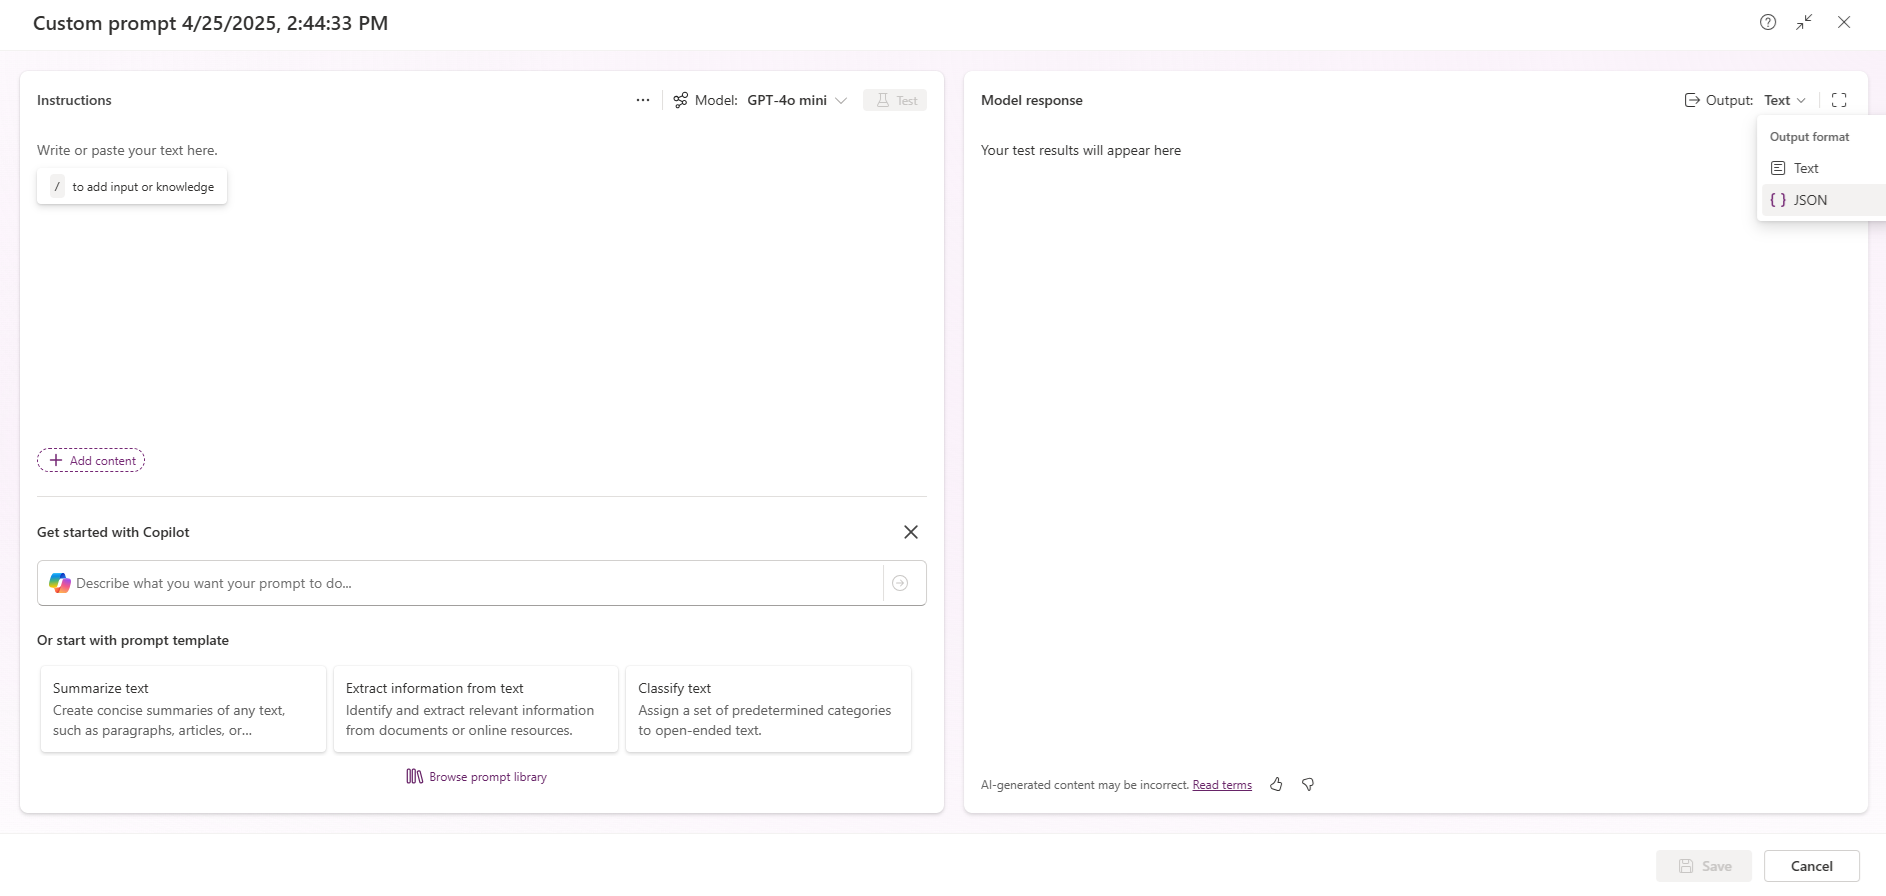 Custom prompt 4/25/2025, 2:44:33 PM
Instructions
Model: GPT-4o mini
Test
Write or paste your text here.
/ to add input or knowledge
Add content
Get started with Copilot
Describe what you want your prompt to do...
Or start with prompt template
Summarize text
Create concise summaries of any text,
such as paragraphs, articles, or...
Extract information from text
Identify and extract relevant information
from documents or online resources.
Classify text
Assign a set of predetermined categories
to open-ended text.
Browse prompt library
Model response
Output: Text
Output format
Text
{ } JSON
Your test results will appear here
AI-generated content may be incorrect. Read terms
Save
Cancel